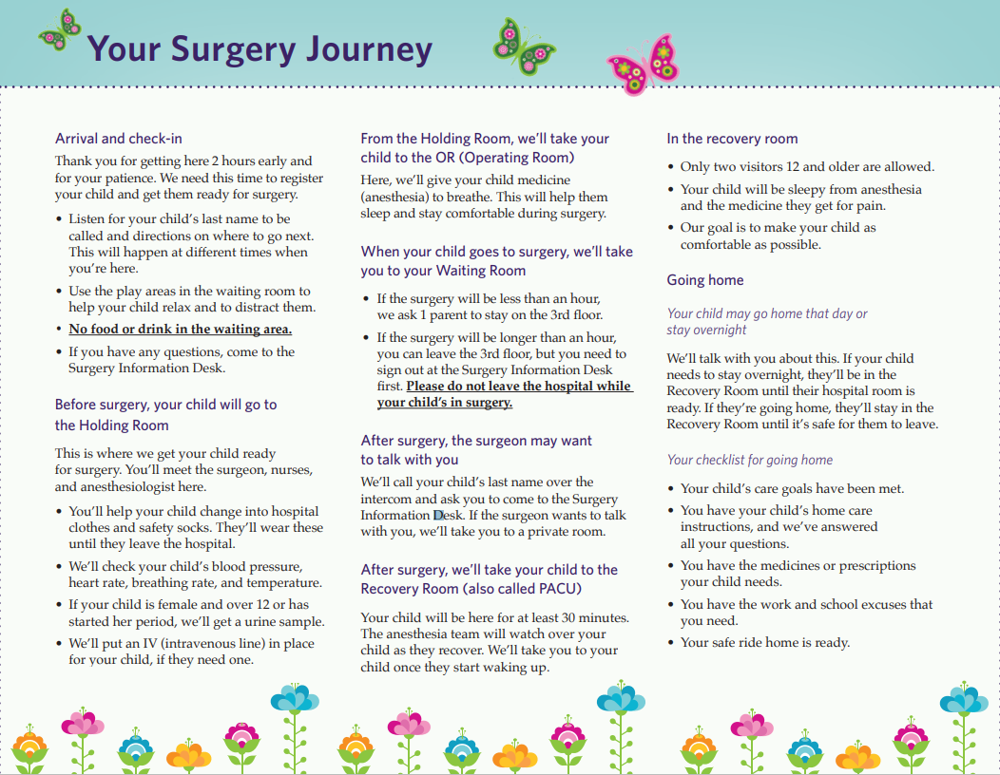 Your Surgery Journey
Arrival and check-in
Thank you for getting here 2 hours early and
for your patience. We need this time to register
your child and get them ready for surgery.
• Listen for your child's last name to be
called and directions on where to go next.
This will happen at different times when
you're here.
• Use the play areas in the waiting room to
help your child relax and to distract them.
• No food or drink in the waiting area.
• If you have any questions, come to the
Surgery Information Desk.
Before surgery, your child will go to
the Holding Room
This is where we get your child ready
for surgery. You'll meet the surgeon, nurses,
and anesthesiologist here.
• You'll help your child change into hospital
clothes and safety socks. They'll wear these
until they leave the hospital.
• We'll check your child's blood pressure,
heart rate, breathing rate, and temperature.
• If your child is female and over 12 or has
started her period, we'll get a urine sample.
• We'll put an IV (intravenous line) in place
for your child, if they need one.
From the Holding Room, we'll take your
child to the OR (Operating Room)
Here, we'll give your child medicine
(anesthesia) to breathe. This will help them
sleep and stay comfortable during surgery.
When your child goes to surgery, we'll take
you to your Waiting Room
• If the surgery will be less than an hour,
we ask 1 parent to stay on the 3rd floor.
• If the surgery will be longer than an hour,
you can leave the 3rd floor, but you need to
sign out at the Surgery Information Desk
first. Please do not leave the hospital while
your child's in surgery.
After surgery, the surgeon may want
to talk with you
We'll call your child's last name over the
intercom and ask you to come to the Surgery
Information Desk. If the surgeon wants to talk
with you, we'll take you to a private room.
After surgery, we'll take your child to the
Recovery Room (also called PACU)
Your child will be here for at least 30 minutes.
The anesthesia team will watch over your
child as they recover. We'll take you to your
child once they start waking up.
In the recovery room
• Only two visitors 12 and older are allowed.
• Your child will be sleepy from anesthesia
and the medicine they get for pain.
• Our goal is to make your child as
comfortable as possible.
Going home
Your child may go home that day or
stay overnight
We'll talk with you about this. If your child
needs to stay overnight, they'll be in the
Recovery Room until their hospital room is
ready. If they're going home, they'll stay in the
Recovery Room until it's safe for them to leave.
Your checklist for going home
• Your child's care goals have been met.
• You have your child's home care
instructions, and we've answered
all your questions.
• You have the medicines or prescriptions
your child needs.
• You have the work and school excuses that
you need.
• Your safe ride home is ready.